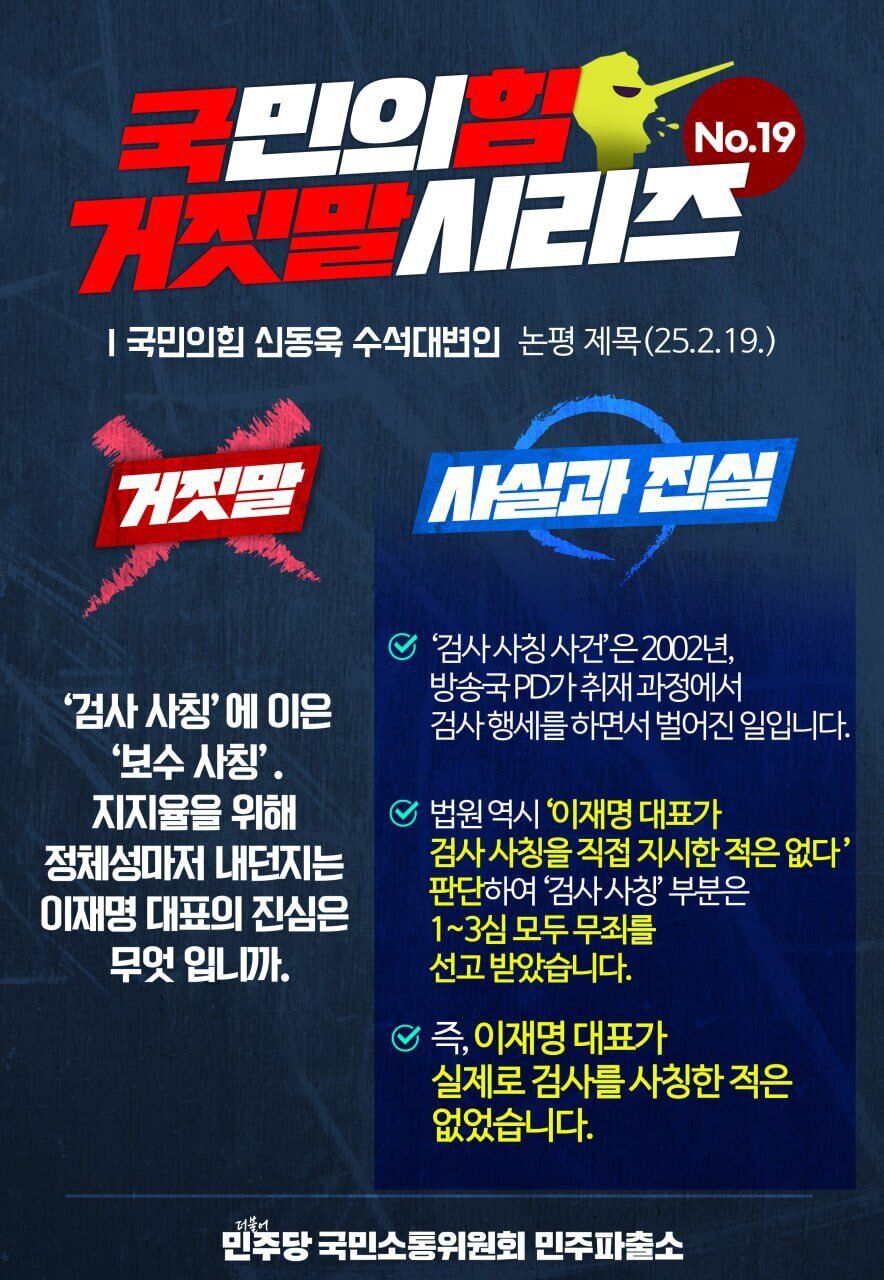 국민의힘
No.19
거짓말시리즈
| 국민의힘 신동욱 수석대변인 논평 제목(25.2.19.)
거짓말
‘검사 사칭’에 이은
‘보수 사칭’.
지지율을 위해
정체성마저 내던지는
이재명 대표의 진심은
무엇 입니까.
사실과 진실
‘검사 사칭 사건’은 2002년,
방송국 PD가 취재 과정에서
검사 행세를 하면서 벌어진 일입니다.
법원 역시 ‘이재명 대표가
검사 사칭을 직접 지시한 적은 없다’
판단하여 ‘검사 사칭’ 부분은
1~3심 모두 무죄를
선고 받았습니다.
즉, 이재명 대표가
실제로 검사를 사칭한 적은
없었습니다.
더불어
민주당 국민소통위원회 민주파출소